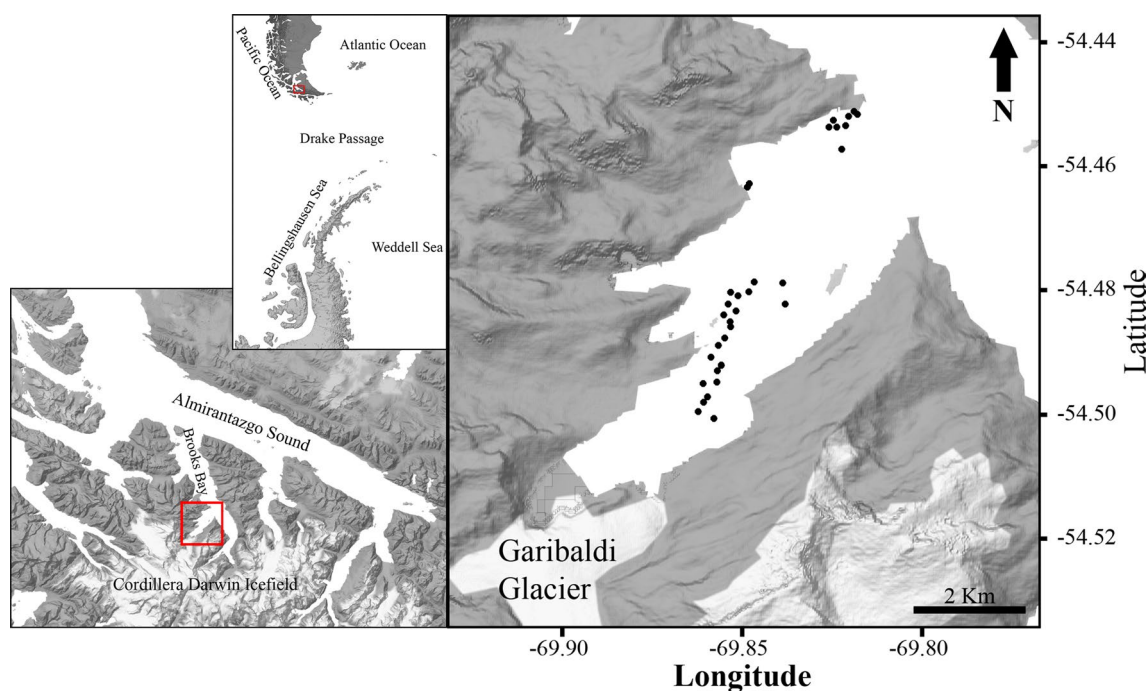 Pacific Ocean
Atlantic Ocean
Drake Passage
Bellingshausen Sea
Weddell Sea
Almirantazgo Sound
Brooks Bay
Cordillera Darwin Icefield
N
Garibaldi
Glacier
2 Km
-54.44
-54.46
-54.48
-54.50
-54.52
Latitude
-69.90
-69.85
-69.80
Longitude